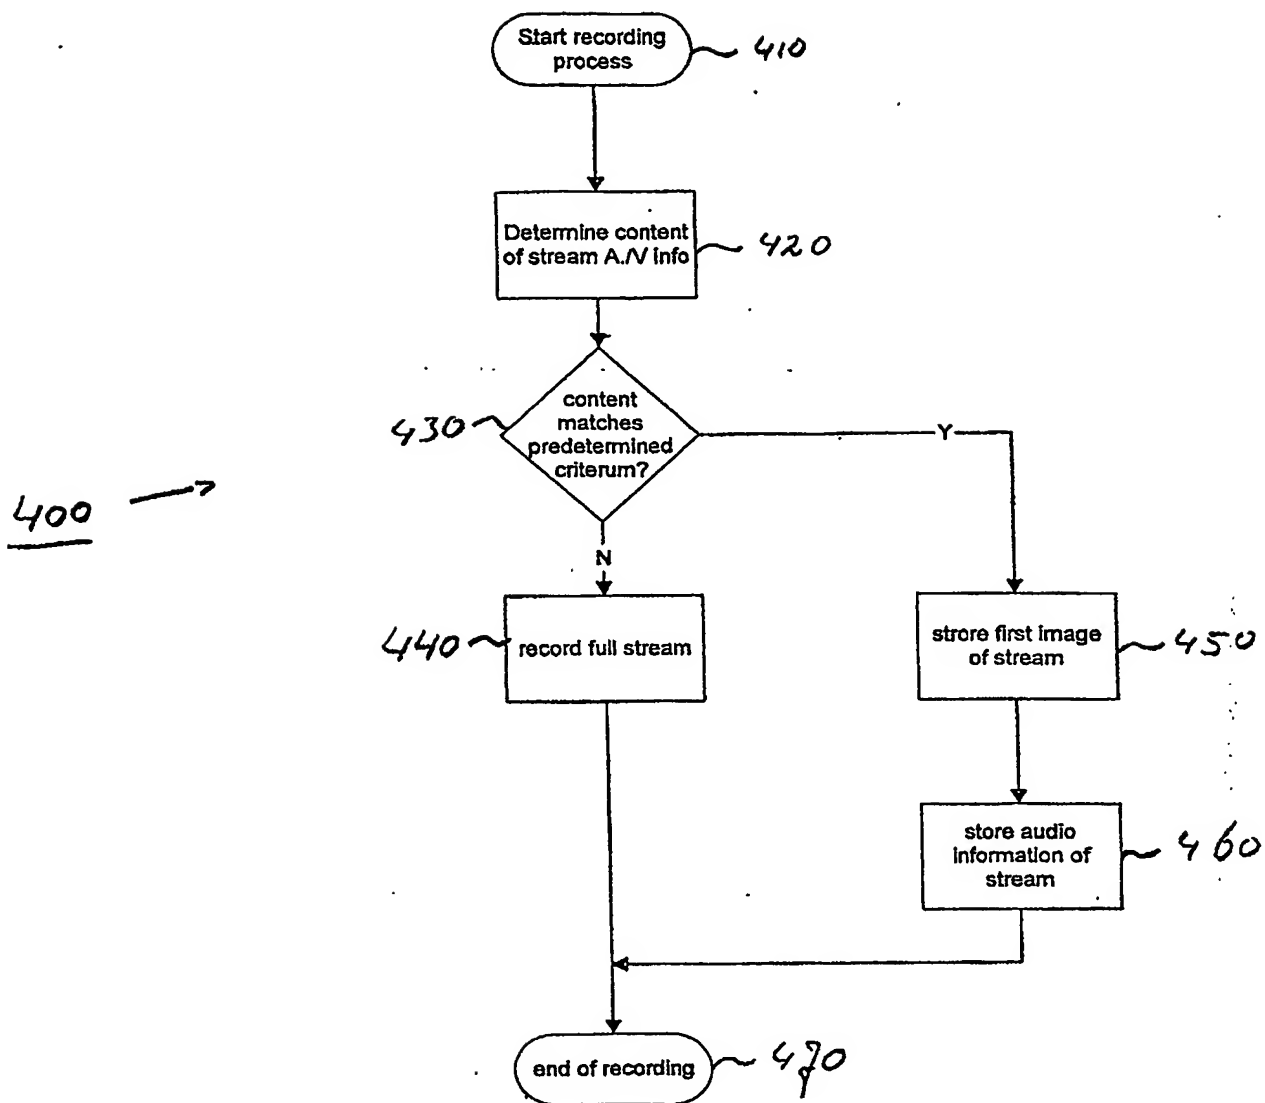 Start recording
process
410
Determine content
of stream A./V info
420
content
matches
predetermined
criterum?
430
Y
400
N
record full stream
440
strore first image
of stream
450
store audio
information of
stream
460
end of recording
470